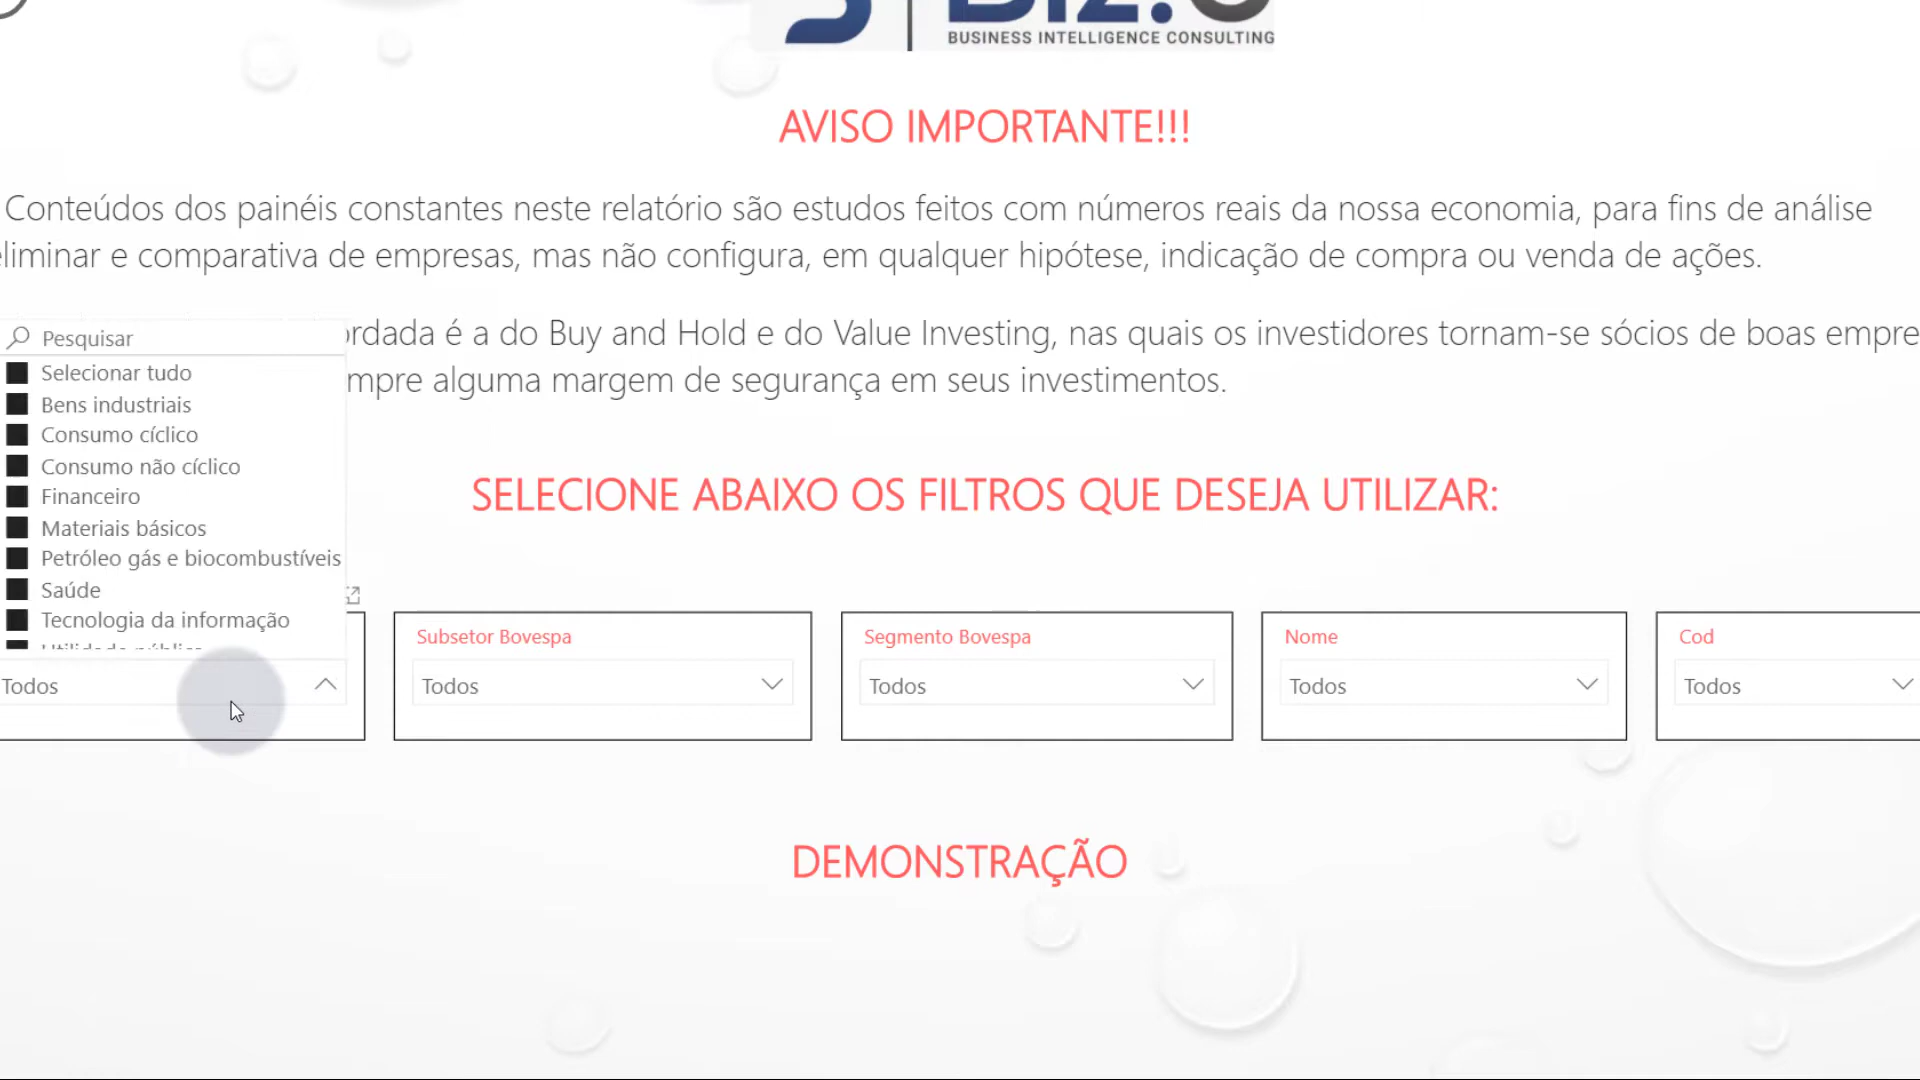 BUSINESS INTELLIGENCE CONSULTING
AVISO IMPORTANTE!!!
Conteúdos dos painéis constantes neste relatório são estudos feitos com números reais da nossa economia, para fins de análise
eliminar e comparativa de empresas, mas não configura, em qualquer hipótese, indicação de compra ou venda de ações.
ordada é a do Buy and Hold e do Value Investing, nas quais os investidores tornam-se sócios de boas empre
mpre alguma margem de segurança em seus investimentos.
Pesquisar
Selecionar tudo
Bens industriais
Consumo cíclico
Consumo não cíclico
Financeiro
Materiais básicos
Petróleo gás e biocombustíveis
Saúde
Tecnologia da informação
Utilidade pública
SELECIONE ABAIXO OS FILTROS QUE DESEJA UTILIZAR:
Todos
Subsetor Bovespa
Todos
Segmento Bovespa
Todos
Nome
Todos
Cod
Todos
DEMONSTRAÇÃO